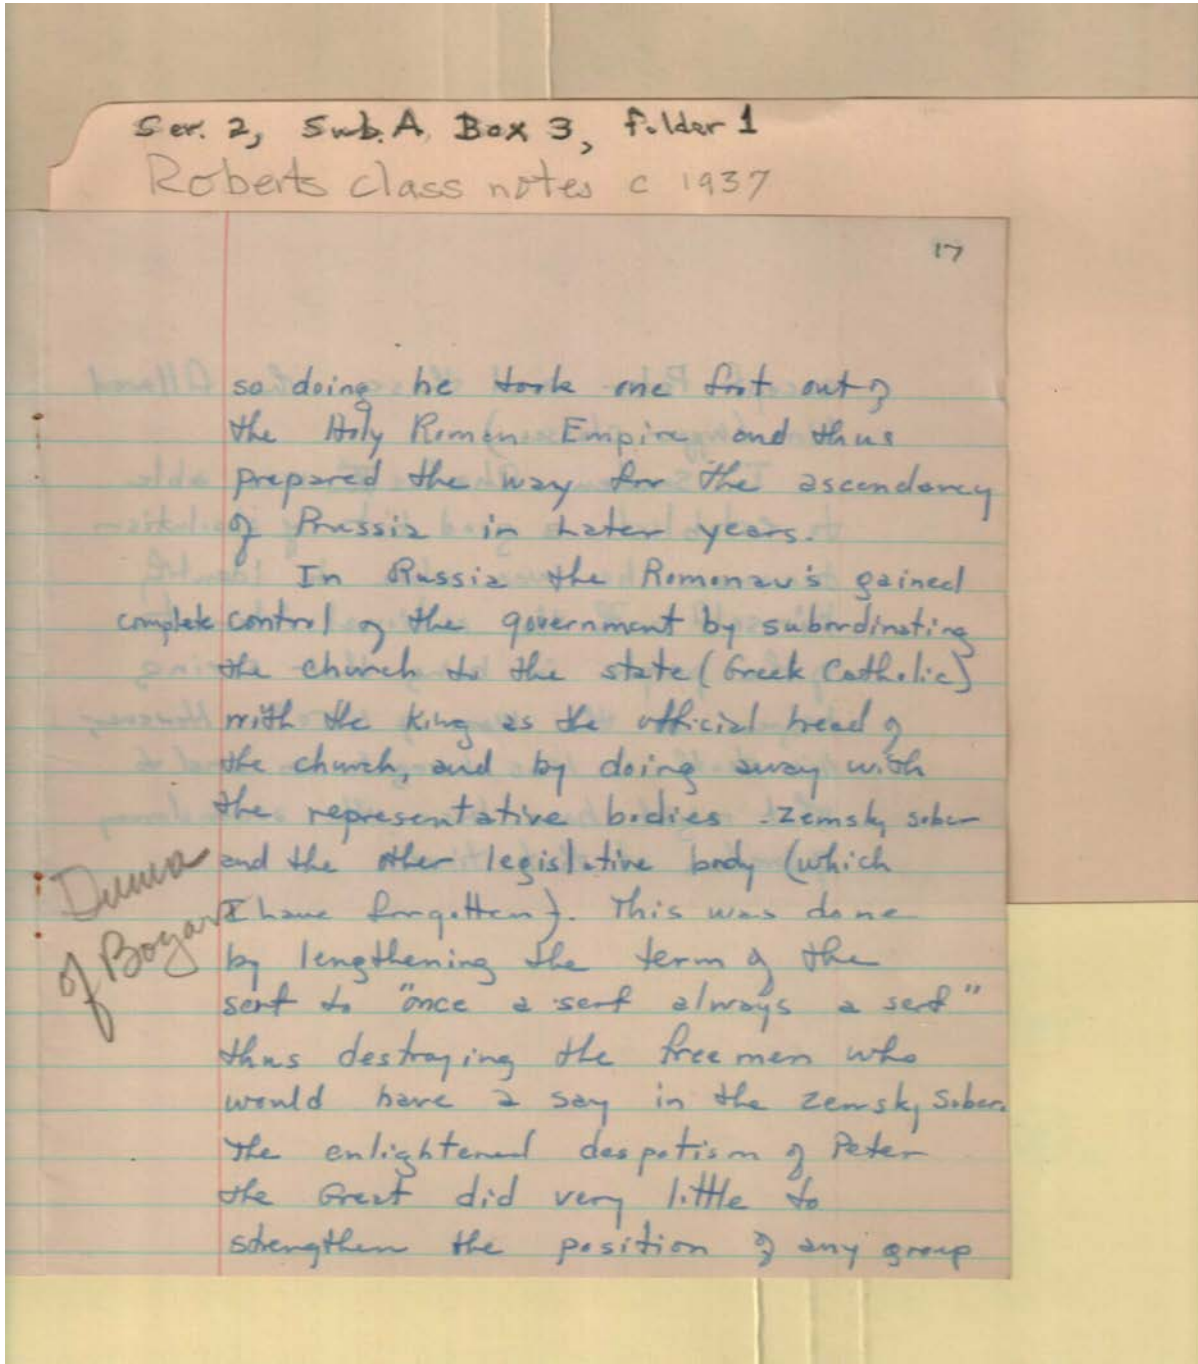 Ser. 2, Sub. A, Box 3, folder 1
Roberts class notes c 1937
17
so doing he took one foot out of
the Holy Roman Empire and thus
prepared the way for the ascendancy
of Prussia in later years.
In Russia the Romonav's gained
complete control of the government by subordinating
the church to the state (Greek Catholic)
with the king as the official head of
the church, and by doing away with
the representative bodies - Zemsky sober
and the other legislative body (which
I have forgotten). This was done
Duma
of Boyars
by lengthening the term of the
serf to "once a serf always a serf"
thus destroying the freemen who
would have a say in the Zemsky Sober.
The enlightened despotism of Peter
the Great did very little to
strengthen the position of any group